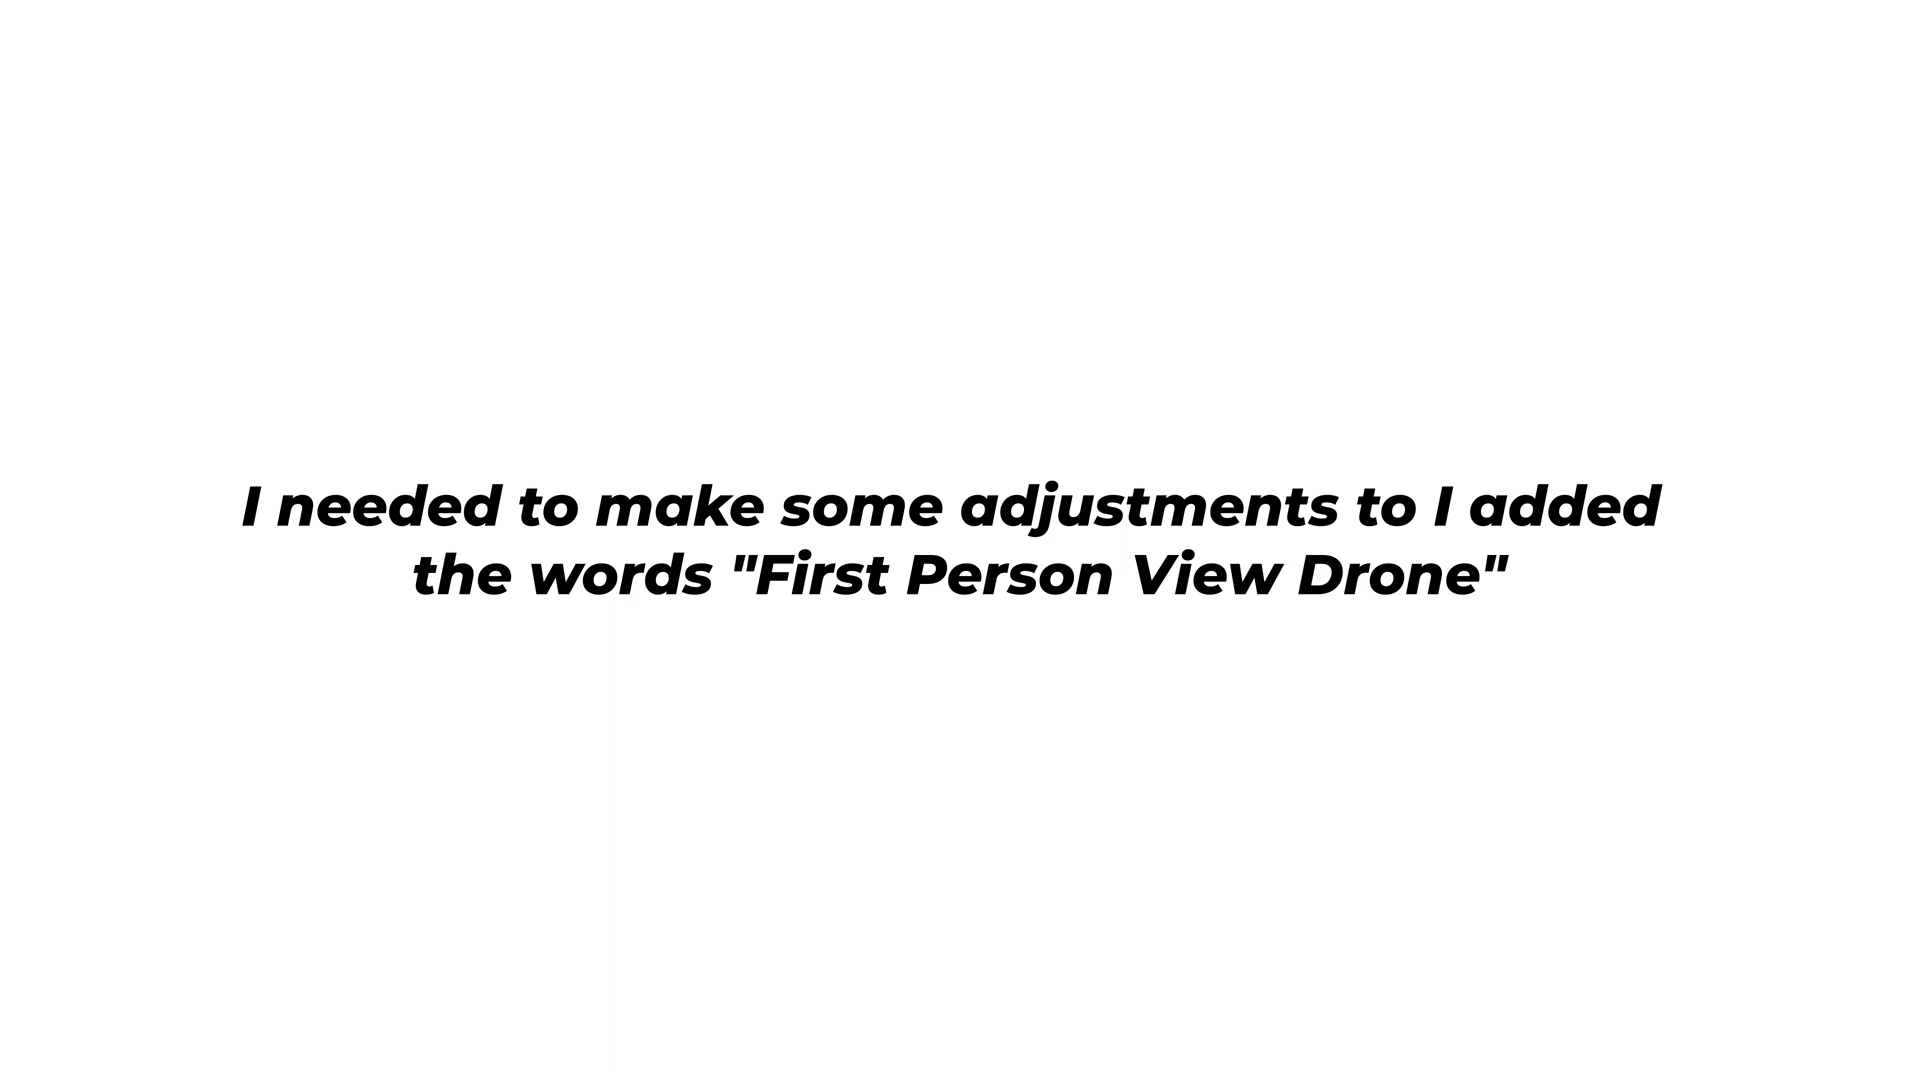 I needed to make some adjustments to I added
the words "First Person View Drone"